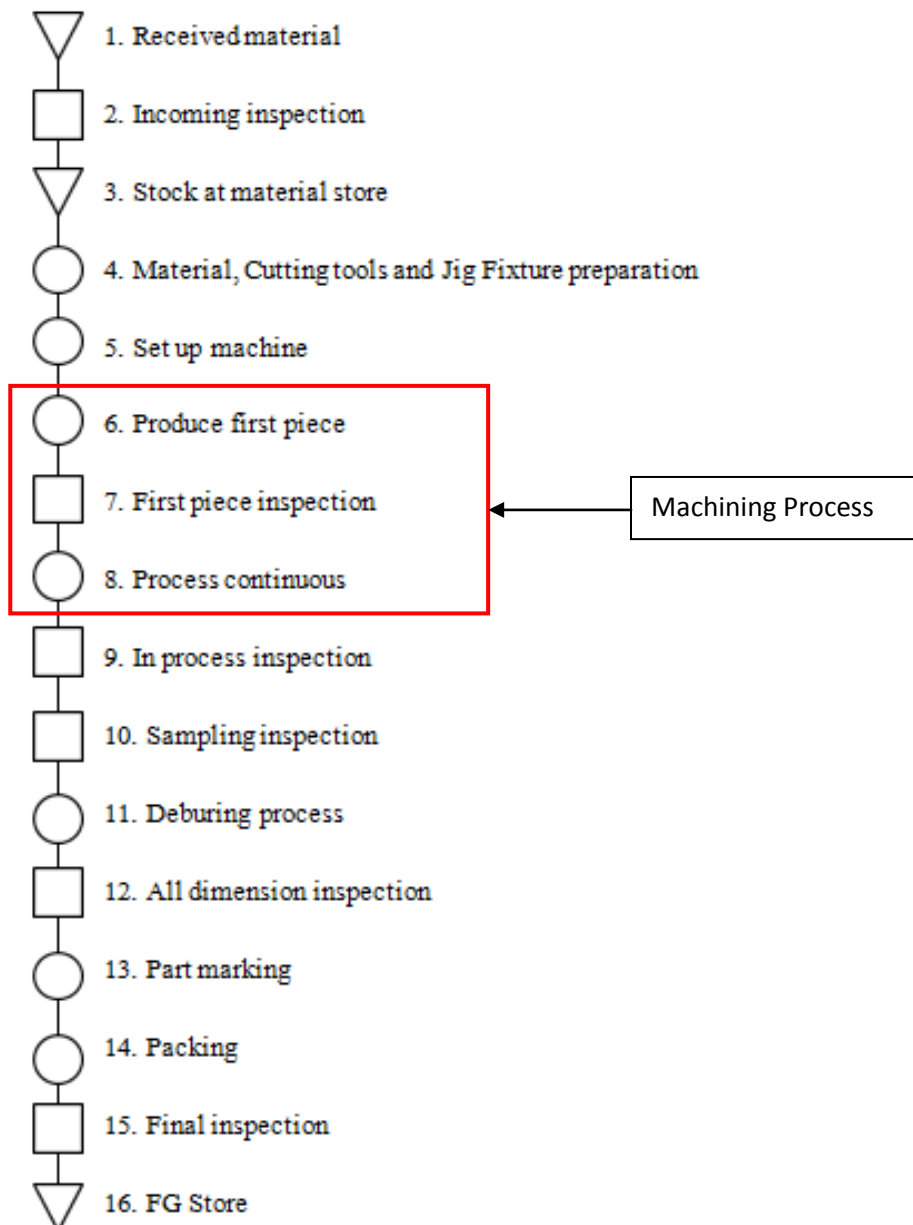 1. Received material
2. Incoming inspection
3. Stock at material store
4. Material, Cutting tools and Jig Fixture preparation
5. Set up machine
6. Produce first piece
7. First piece inspection
Machining Process
8. Process continuous
9. In process inspection
10. Sampling inspection
11. Deburing process
12. All dimension inspection
13. Part marking
14. Packing
15. Final inspection
16. FG Store